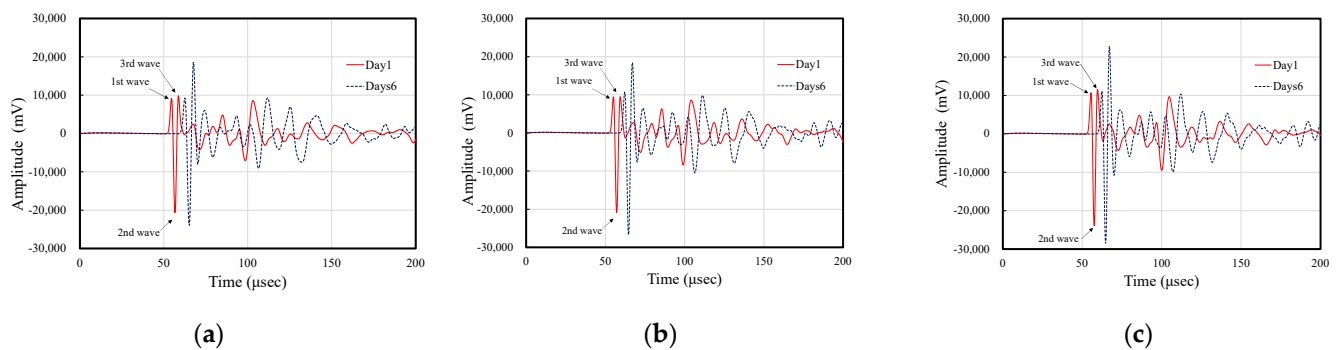 30,000
20,000
10,000
0
-10,000
-20,000
-30,000
Amplitude (mV)
3rd wave
1st wave
2nd wave
Day1
Days6
0
50
100
150
200
Time (μsec)
(a)
30,000
20,000
10,000
0
-10,000
-20,000
-30,000
Amplitude (mV)
3rd wave
1st wave
2nd wave
Day1
Days6
0
50
100
150
200
Time (μsec)
(b)
30,000
20,000
10,000
0
-10,000
-20,000
-30,000
Amplitude (mV)
3rd wave
1st wave
2nd wave
Day1
Days6
0
50
100
150
200
Time (μsec)
(c)